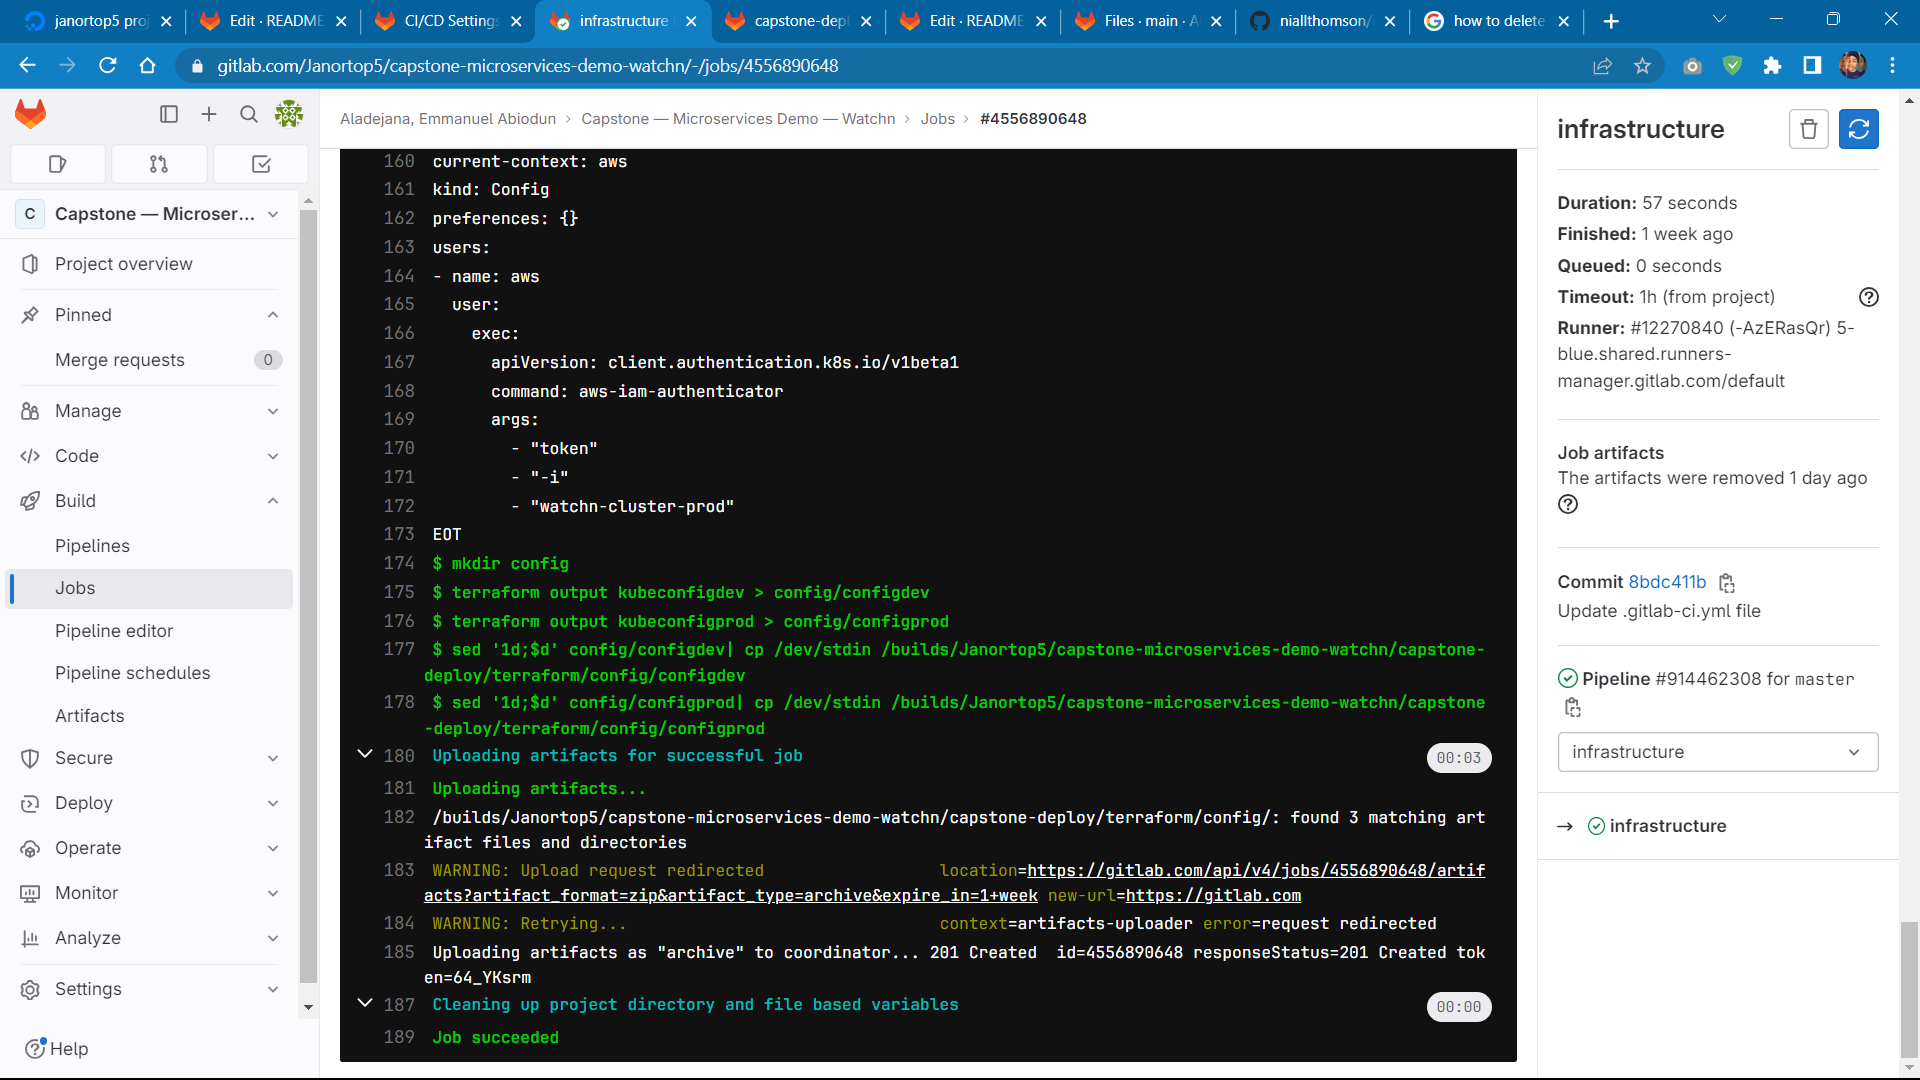 janortop5 proj
Edit · README
CI/CD Settings
infrastructure
capstone-depl
Edit · README
Files · main · A
niallthomson/
how to delete
gitlab.com/Janortop5/capstone-microservices-demo-watchn/-/jobs/4556890648
Aladejana, Emmanuel Abiodun › Capstone — Microservices Demo — Watchn › Jobs › #4556890648
C Capstone — Microser...
Project overview
Pinned
Merge requests 0
Manage
Code
Build
Pipelines
Jobs
Pipeline editor
Pipeline schedules
Artifacts
Secure
Deploy
Operate
Monitor
Analyze
Settings
Help
160 current-context: aws
161 kind: Config
162 preferences: {}
163 users:
164 - name: aws
165 user:
166 exec:
167 apiVersion: client.authentication.k8s.io/v1beta1
168 command: aws-iam-authenticator
169 args:
170 - "token"
171 - "-i"
172 - "watchn-cluster-prod"
173 EOT
174 $ mkdir config
175 $ terraform output kubeconfigdev > config/configdev
176 $ terraform output kubeconfigprod > config/configprod
177 $ sed '1d;$d' config/configdev| cp /dev/stdin /builds/Janortop5/capstone-microservices-demo-watchn/capstone-
deploy/terraform/config/configdev
178 $ sed '1d;$d' config/configprod| cp /dev/stdin /builds/Janortop5/capstone-microservices-demo-watchn/capstone
-deploy/terraform/config/configprod
180 Uploading artifacts for successful job 00:03
181 Uploading artifacts...
182 /builds/Janortop5/capstone-microservices-demo-watchn/capstone-deploy/terraform/config/: found 3 matching art
ifact files and directories
183 WARNING: Upload request redirected location=https://gitlab.com/api/v4/jobs/4556890648/artif
acts?artifact_format=zip&artifact_type=archive&expire_in=1+week new-url=https://gitlab.com
184 WARNING: Retrying... context=artifacts-uploader error=request redirected
185 Uploading artifacts as "archive" to coordinator... 201 Created id=4556890648 responseStatus=201 Created tok
en=64_YKsrm
187 Cleaning up project directory and file based variables 00:00
189 Job succeeded
infrastructure
Duration: 57 seconds
Finished: 1 week ago
Queued: 0 seconds
Timeout: 1h (from project)
Runner: #12270840 (-AzERasQr) 5-
blue.shared.runners-
manager.gitlab.com/default
Job artifacts
The artifacts were removed 1 day ago
Commit 8bdc411b
Update .gitlab-ci.yml file
Pipeline #914462308 for master
infrastructure
→ infrastructure